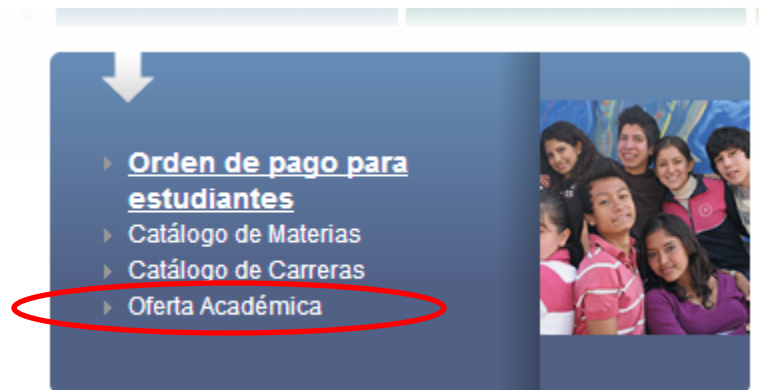 Orden de pago para
estudiantes
Catálogo de Materias
Catálogo de Carreras
Oferta Académica